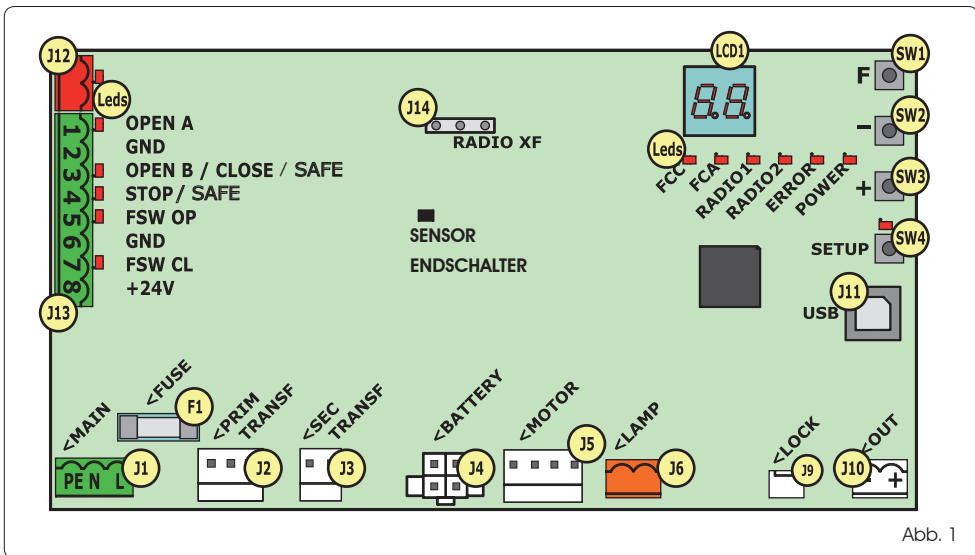 J12
Leds
1 OPEN A
2 GND
3 OPEN B / CLOSE / SAFE
4 STOP/ SAFE
5 FSW OP
6 GND
7 FSW CL
8 +24V
J13
J14
RADIO XF
SENSOR
ENDSCHALTER
LCD1
8.8.
Leds
FCC
FCA
RADIO1
RADIO2
ERROR
POWER
SW1
F
SW2
-
SW3
+
SW4
SETUP
J11
USB
<MAIN
PE N L
J1
<FUSE
F1
<PRIM
TRANSF
J2
<SEC
TRANSF
J3
<BATTERY
J4
<MOTOR
J5
<LAMP
J6
<LOCK
J9
<OUT
J10
- +
Abb. 1